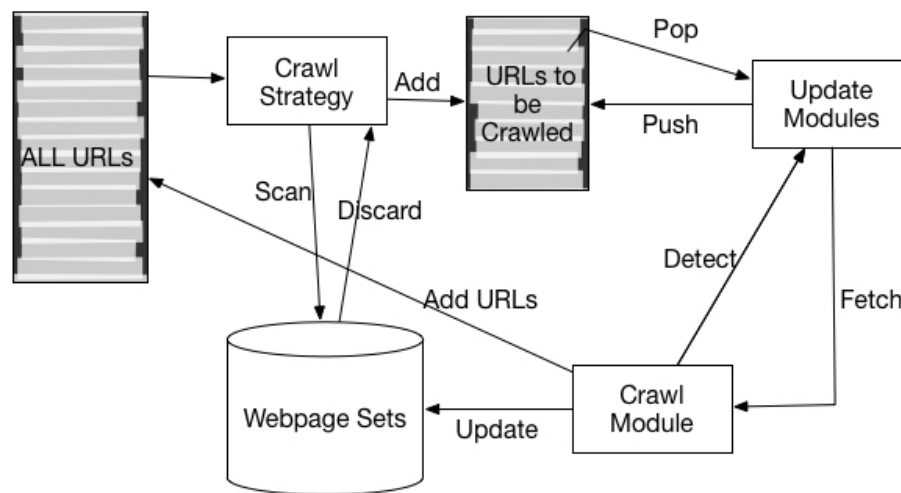 Pop
Crawl
Strategy
Add
URLs to
be
Crawled
Update
Modules
Push
ALL URLs
Scan
Discard
Detect
Add URLs
Fetch
Webpage Sets
Update
Crawl
Module